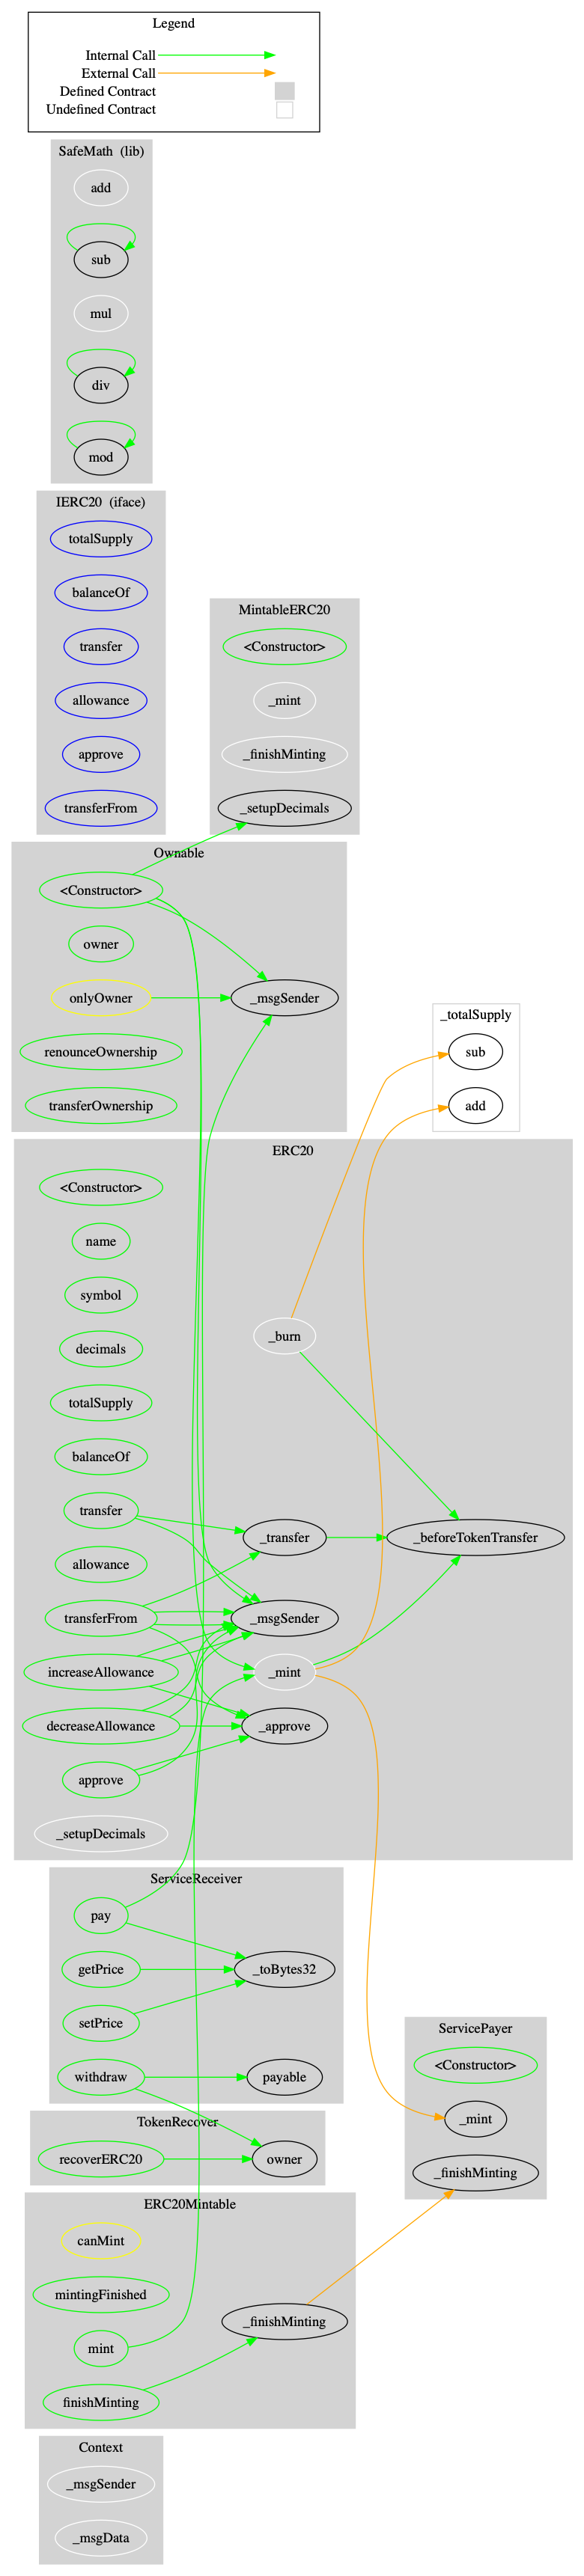 Legend
Internal Call
External Call
Defined Contract
Undefined Contract
SafeMath (lib)
add
sub
mul
div
mod
IERC20 (iface)
totalSupply
balanceOf
transfer
allowance
approve
transferFrom
MintableERC20
<Constructor>
_mint
_finishMinting
_setupDecimals
Ownable
<Constructor>
owner
onlyOwner
renounceOwnership
transferOwnership
_msgSender
_totalSupply
sub
add
ERC20
<Constructor>
name
symbol
decimals
totalSupply
balanceOf
transfer
allowance
transferFrom
increaseAllowance
decreaseAllowance
approve
_setupDecimals
_burn
_transfer
_msgSender
_mint
_approve
_beforeTokenTransfer
ServiceReceiver
pay
getPrice
setPrice
withdraw
_toBytes32
payable
ServicePayer
<Constructor>
_mint
_finishMinting
TokenRecover
recoverERC20
owner
ERC20Mintable
canMint
mintingFinished
mint
finishMinting
_finishMinting
Context
_msgSender
_msgData